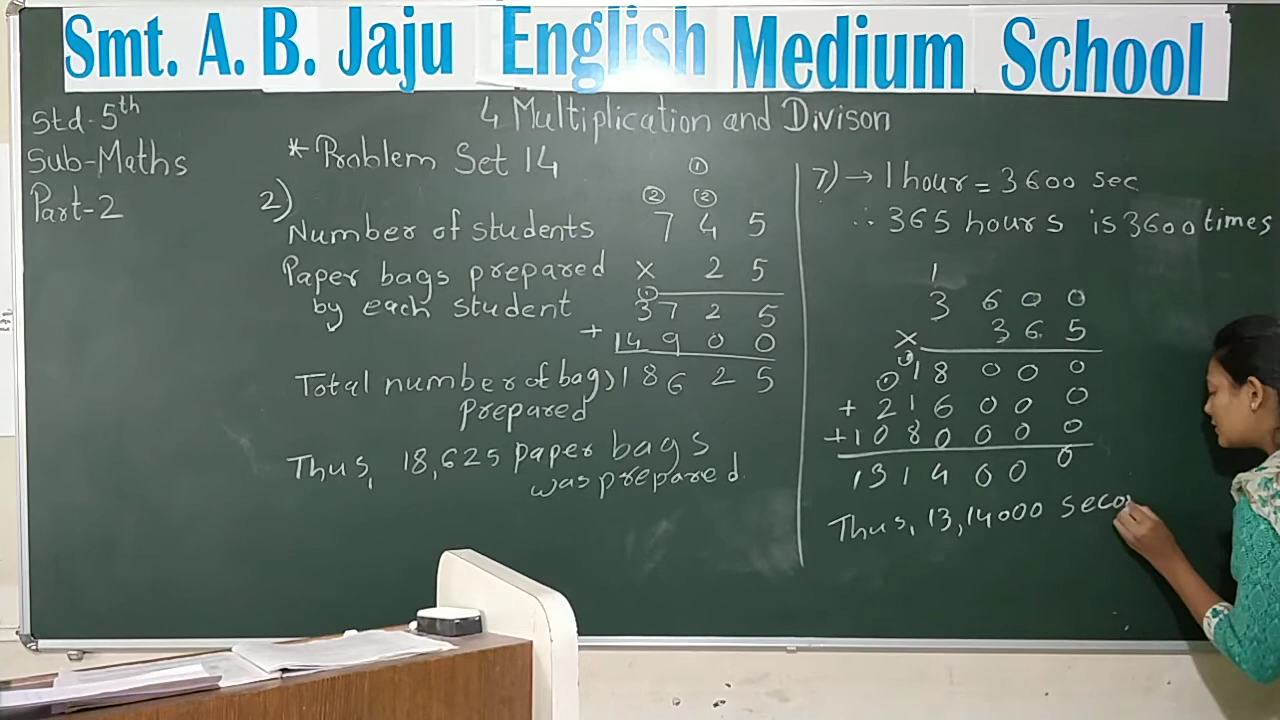 Smt. A. B. Jaju English Medium School
Std-5th
Sub-Maths
Part-2
4 Multiplication and Divison
* Problem Set 14
2)
①
② ②
Number of students 7 4 5
Paper bags prepared × 2 5
by each student
①
3 7 2 5
+ 1 4 9 0 0
Total number of bags 1 8 6 2 5
prepared
Thus, 18,625 paper bags
was prepared.
7) → 1 hour = 3600 sec
∴ 365 hours is 3600 times
1
3 6 0 0
× 3 6 5
①
1 8 0 0 0
①
+ 2 1 6 0 0 0
+ 1 0 8 0 0 0 0
1 3 1 4 0 0 0
Thus, 13,14000 secon